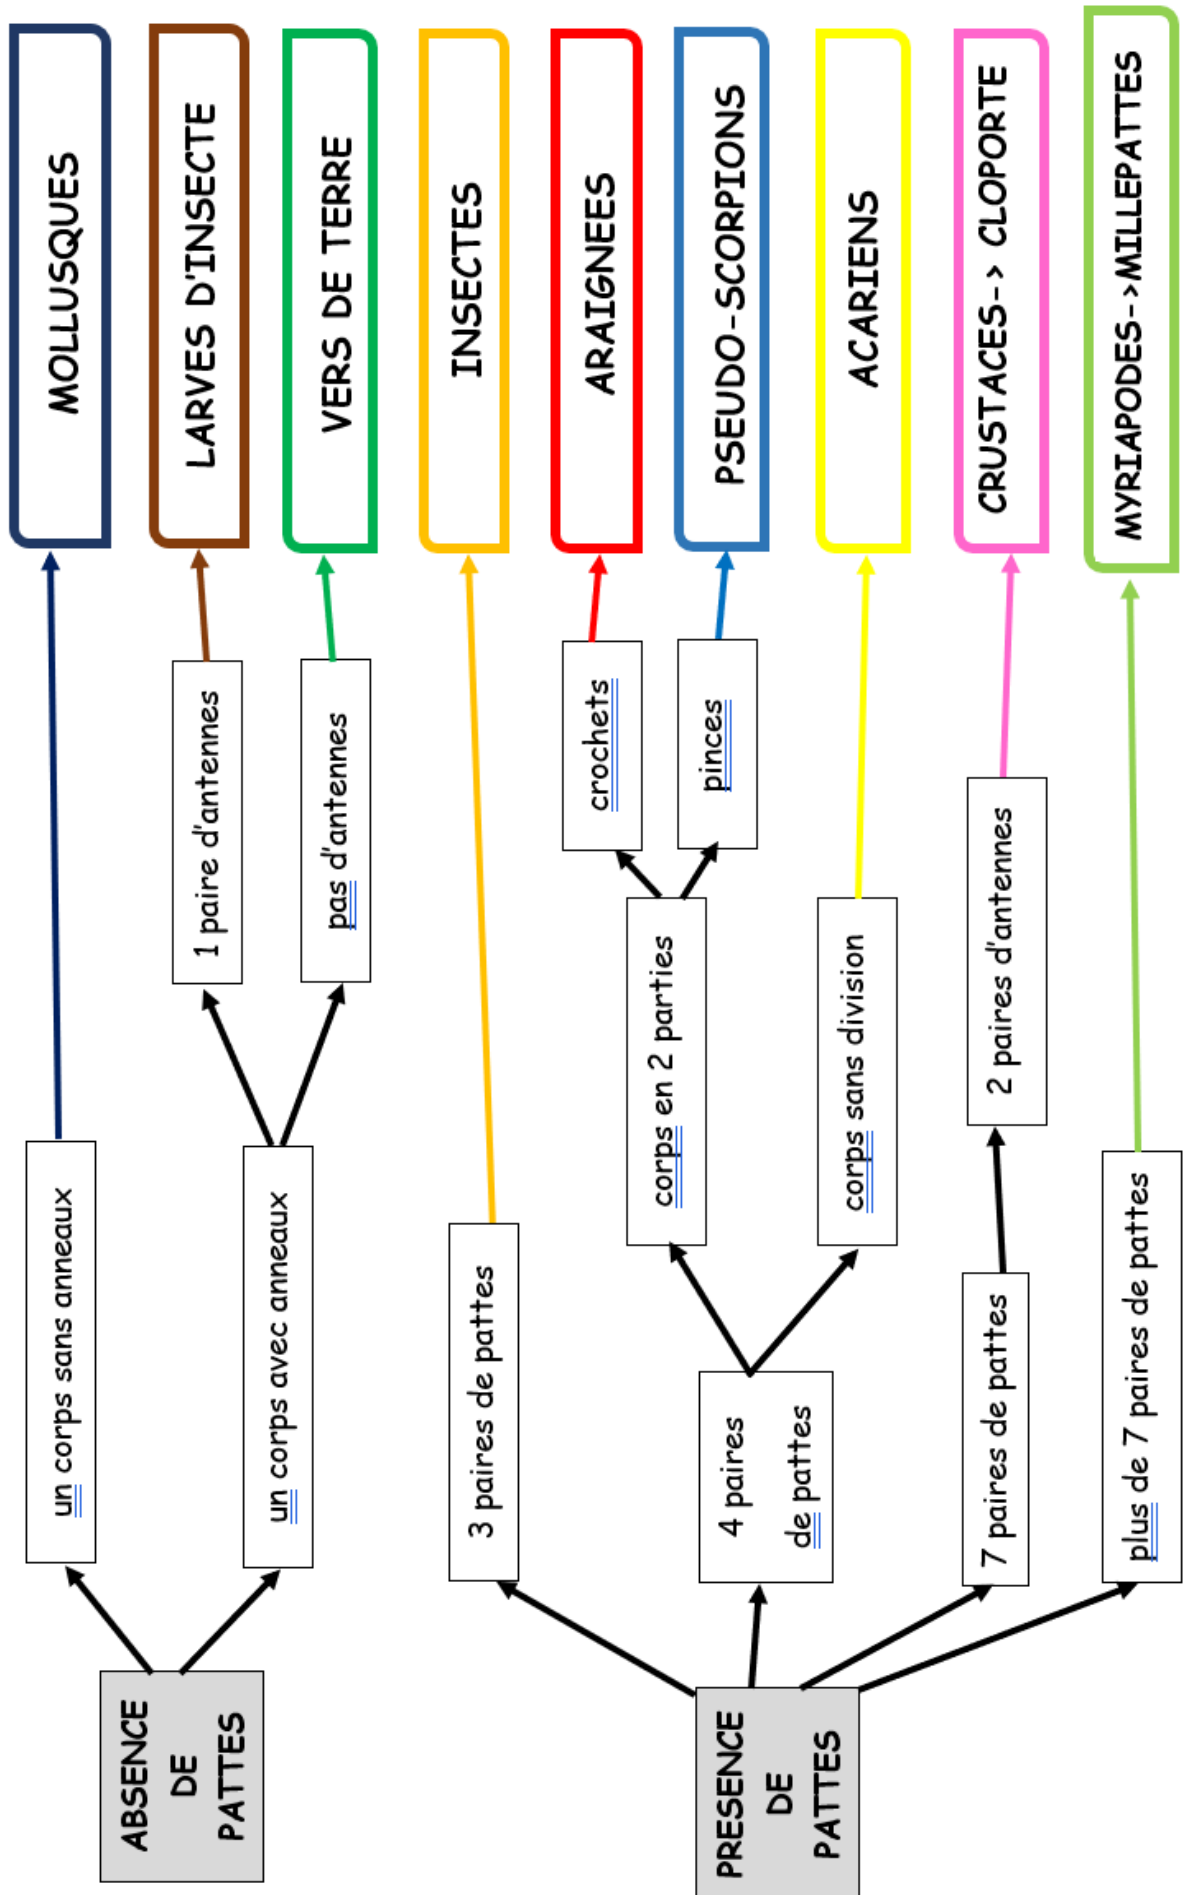 ABSENCE
DE
PATTES
un corps sans anneaux
MOLLUSQUES
un corps avec anneaux
1 paire d'antennes
LARVES D'INSECTE
pas d'antennes
VERS DE TERRE
PRESENCE
DE
PATTES
3 paires de pattes
INSECTES
4 paires
de pattes
corps en 2 parties
crochets
ARAIGNEES
pinces
PSEUDO-SCORPIONS
corps sans division
ACARIENS
7 paires de pattes
2 paires d'antennes
CRUSTACES-> CLOPORTE
plus de 7 paires de pattes
MYRIAPODES->MILLEPATTES